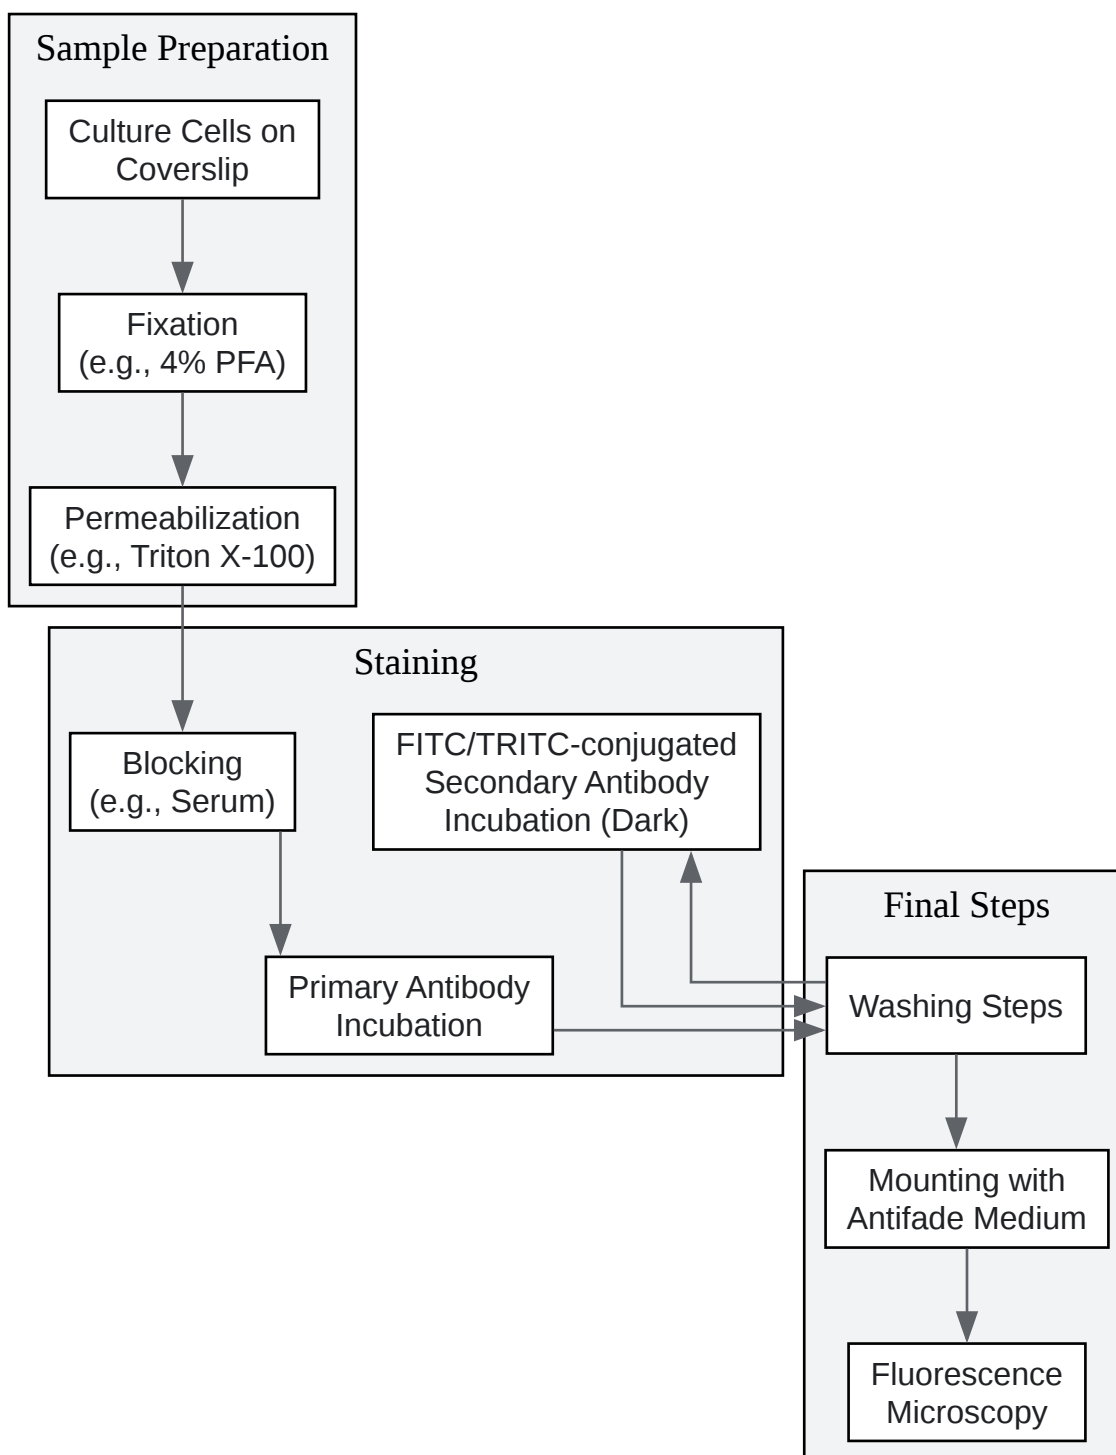 Sample Preparation
Culture Cells on
Coverslip
Fixation
(e.g., 4% PFA)
Permeabilization
(e.g., Triton X-100)
Staining
Blocking
(e.g., Serum)
FITC/TRITC-conjugated
Secondary Antibody
Incubation (Dark)
Primary Antibody
Incubation
Final Steps
Washing Steps
Mounting with
Antifade Medium
Fluorescence
Microscopy